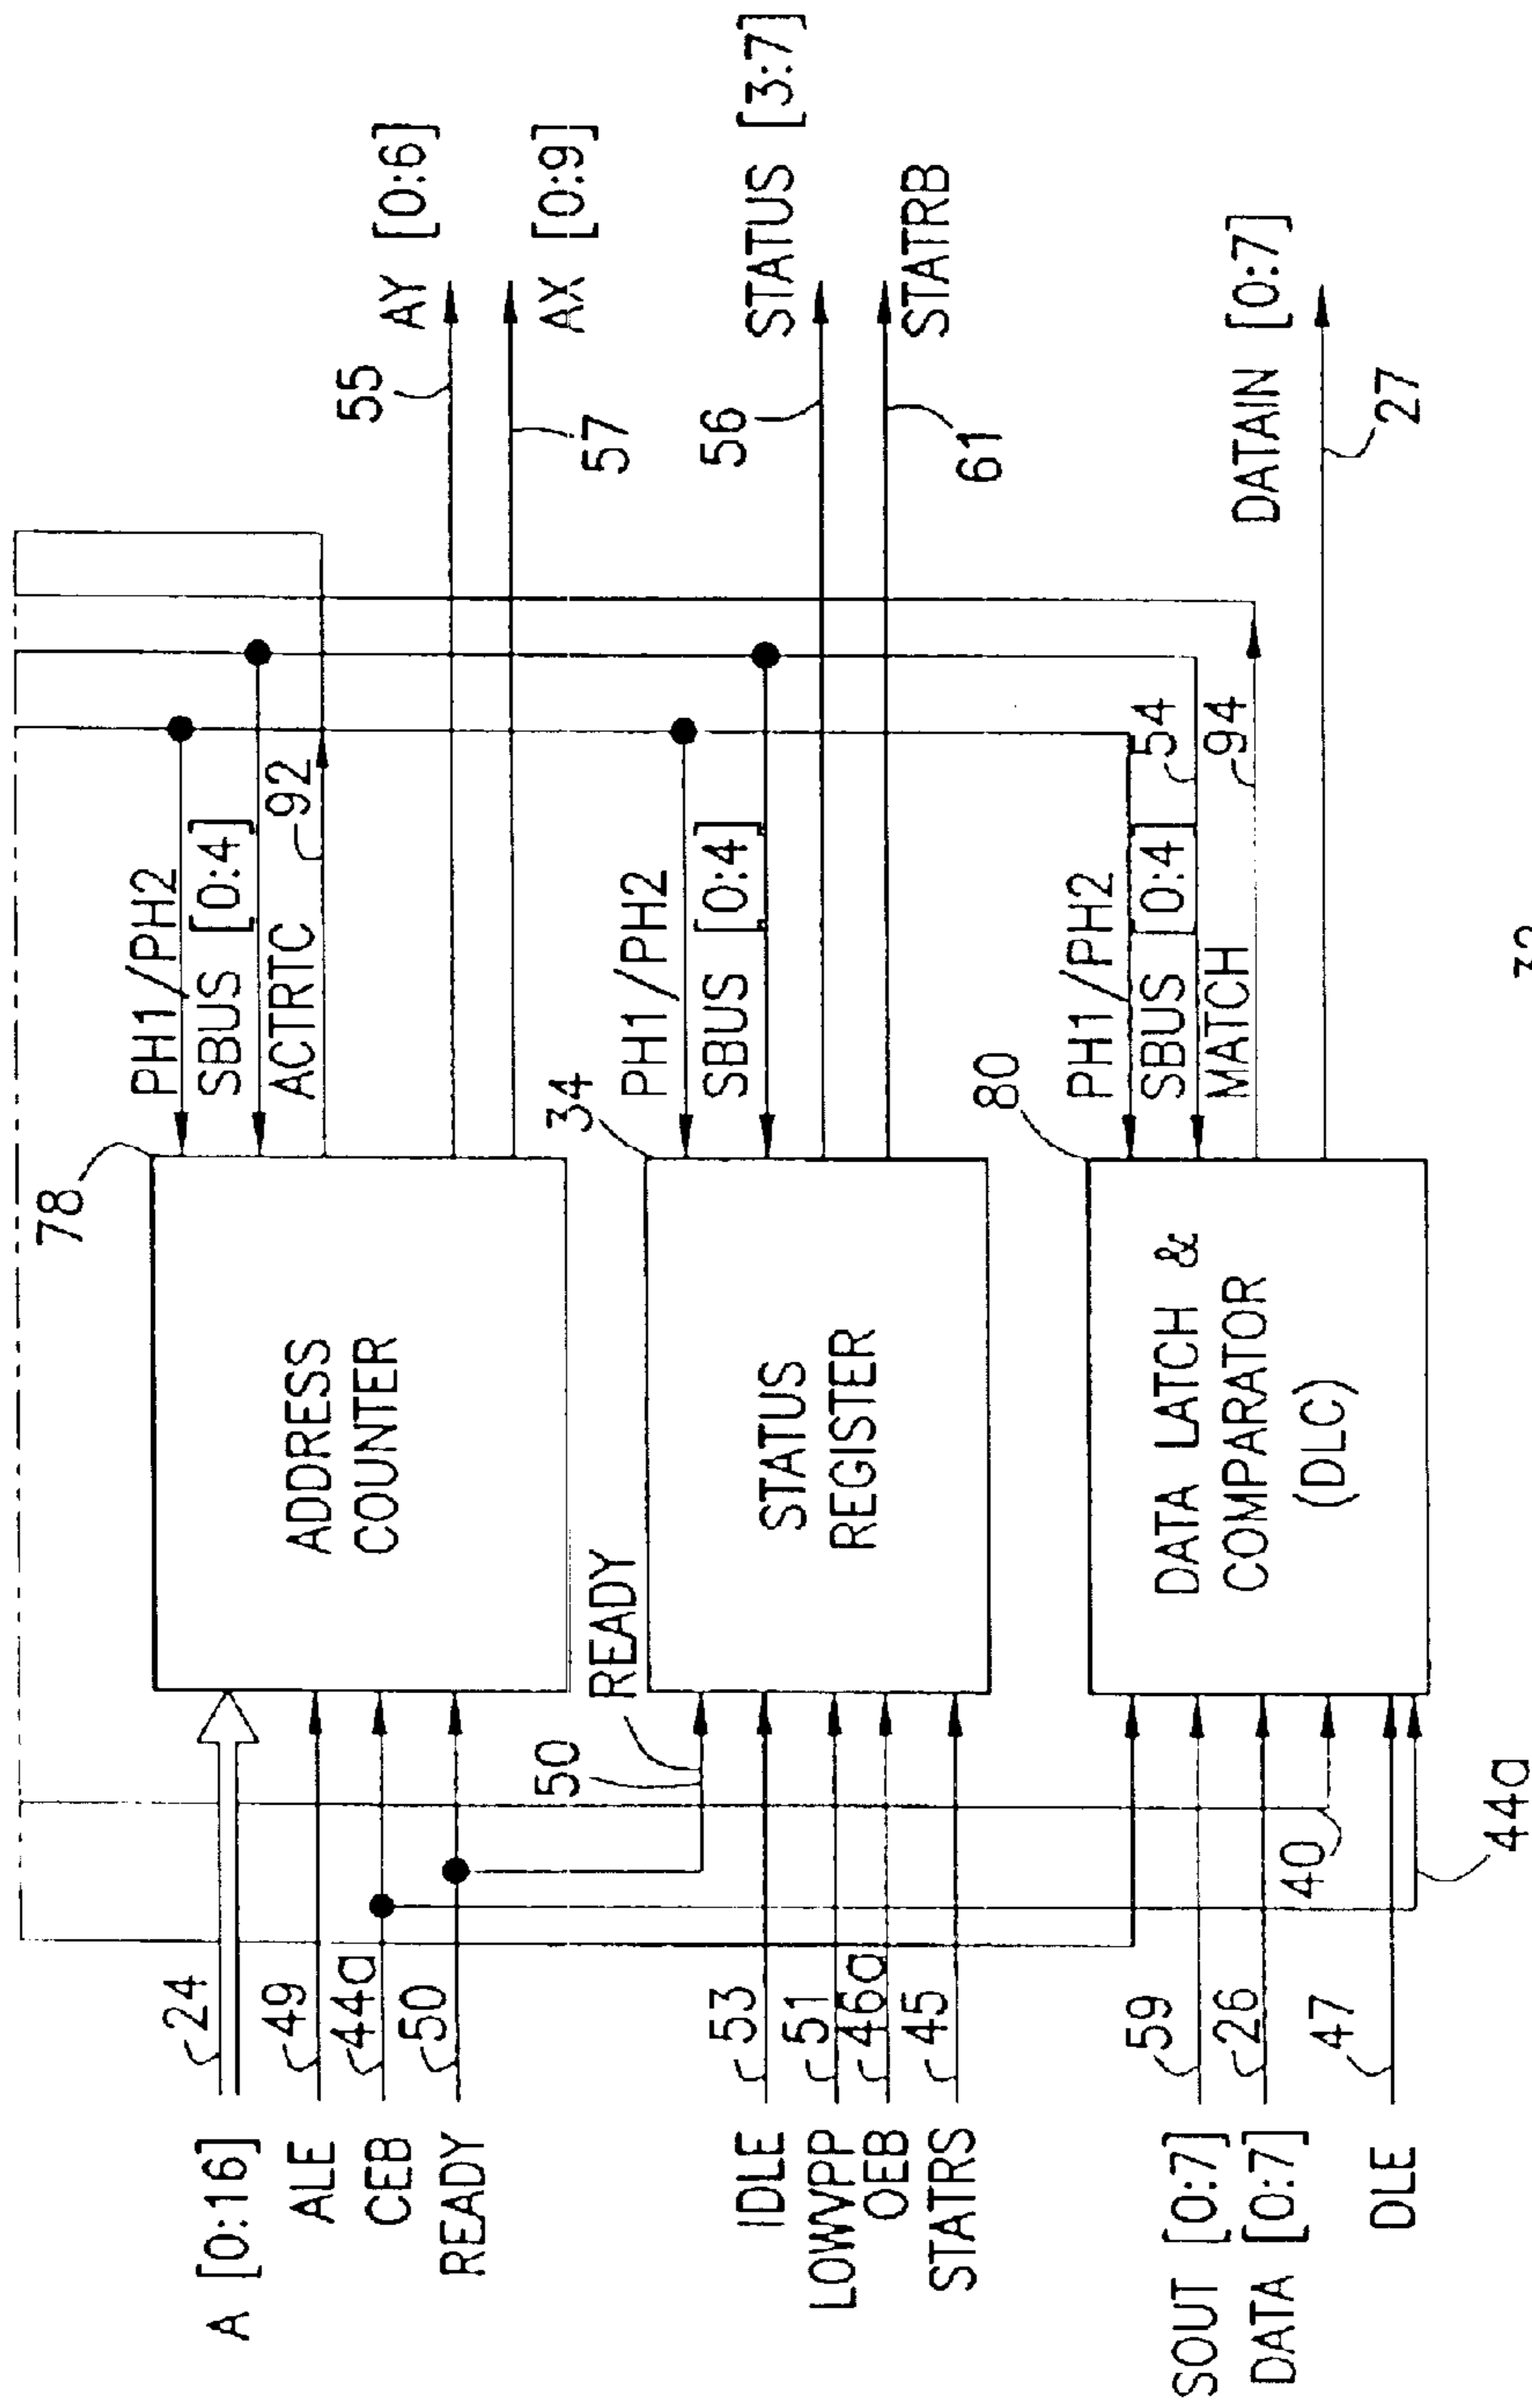 A [0:16]
24
ALE
49
CEB
44a
READY
50
78
ADDRESS
COUNTER
PH1/PH2
SBUS [0:4]
ACTRTC
92
55
AY [0:6]
57
AX [0:9]
50
READY
IDLE
53
LOWVPP
51
OEB
46a
STATRS
45
34
STATUS
REGISTER
PH1/PH2
SBUS [0:4]
56
STATUS [3:7]
61
STATRB
SOUT [0:7]
59
DATA [0:7]
26
40
DLE
47
44a
80
DATA LATCH &
COMPARATOR
(DLC)
PH1/PH2
SBUS [0:4]
54
MATCH
94
DATAIN [0:7]
27